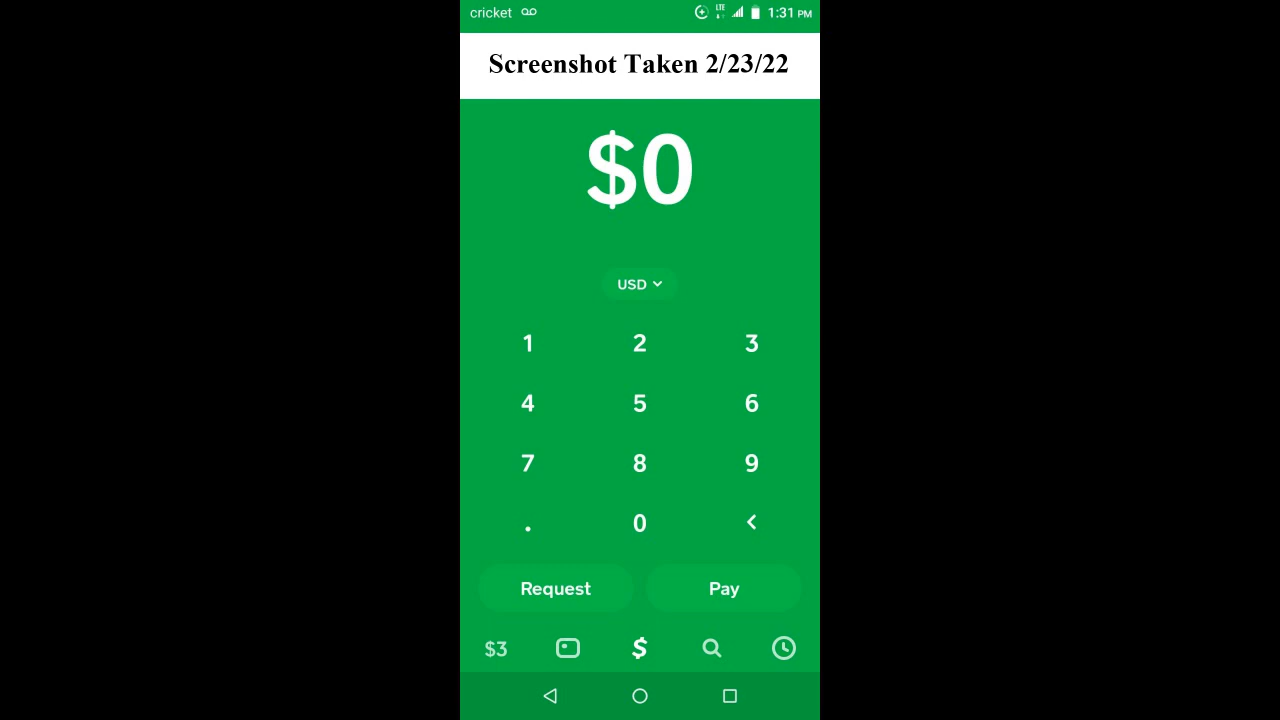 cricket LTE 1:31 PM
Screenshot Taken 2/23/22
$0
USD
1 2 3
4 5 6
7 8 9
. 0 <
Request Pay
$3 $